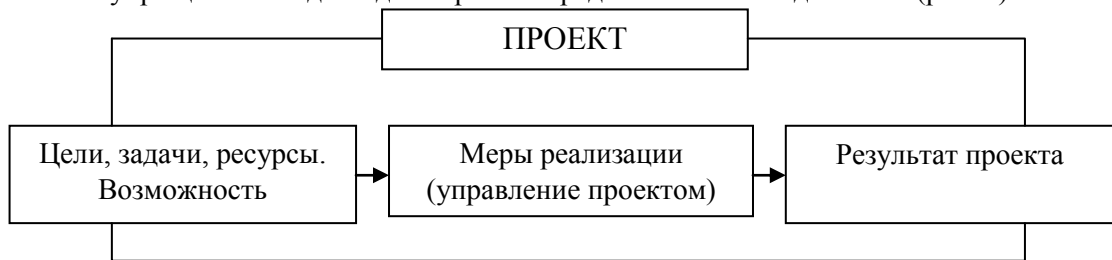 ПРОЕКТ
Цели, задачи, ресурсы.
Возможность
Меры реализации
(управление проектом)
Результат проекта